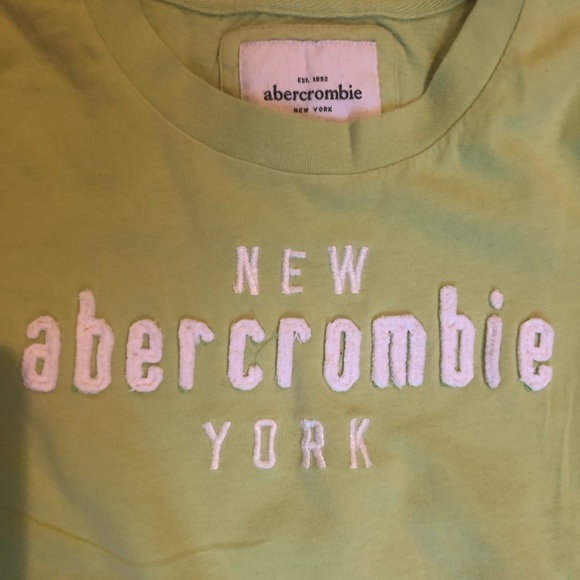 EST. 1892
abercrombie
NEW YORK
NEW
abercrombie
YORK